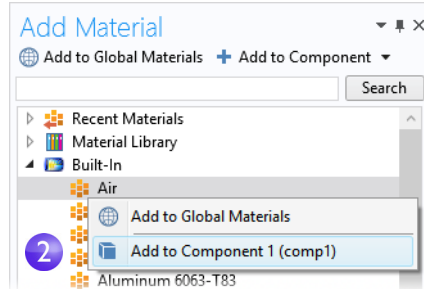 Add Material
Add to Global Materials Add to Component
Search
Recent Materials
Material Library
Built-In
Air
Add to Global Materials
2 Add to Component 1 (comp1)
Aluminum 6063-T83